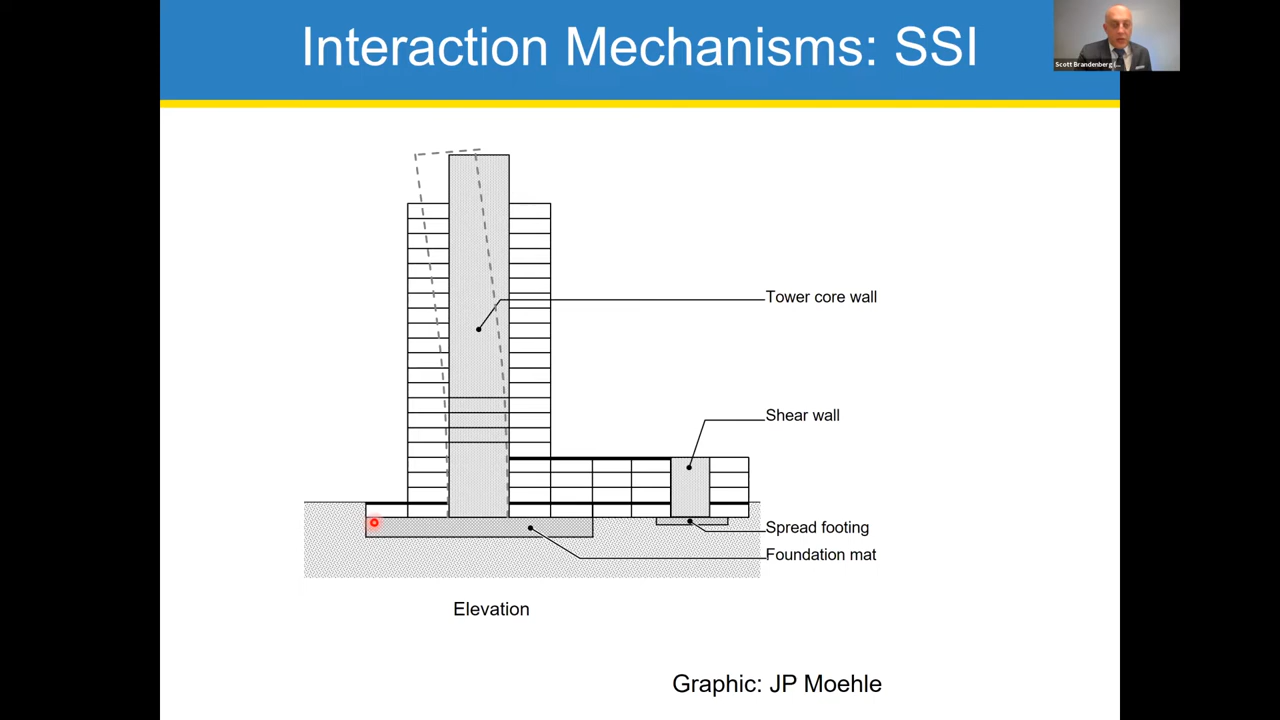 Interaction Mechanisms: SSI
Scott Brandenberg (...
Tower core wall
Shear wall
Spread footing
Foundation mat
Elevation
Graphic: JP Moehle